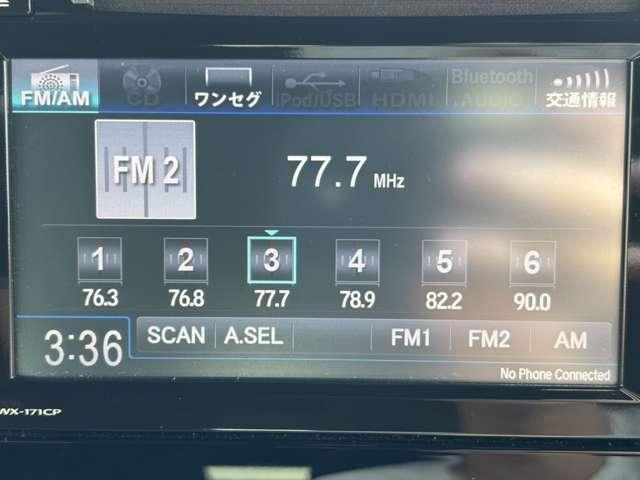 FM/AM CD ワンセグ iPod/USB HDMI Bluetooth AUDIO 交通情報
FM 2 77.7 MHz
1 2 3 4 5 6
76.3 76.8 77.7 78.9 82.2 90.0
3:36 SCAN A.SEL FM1 FM2 AM
No Phone Connected
WX-171CP